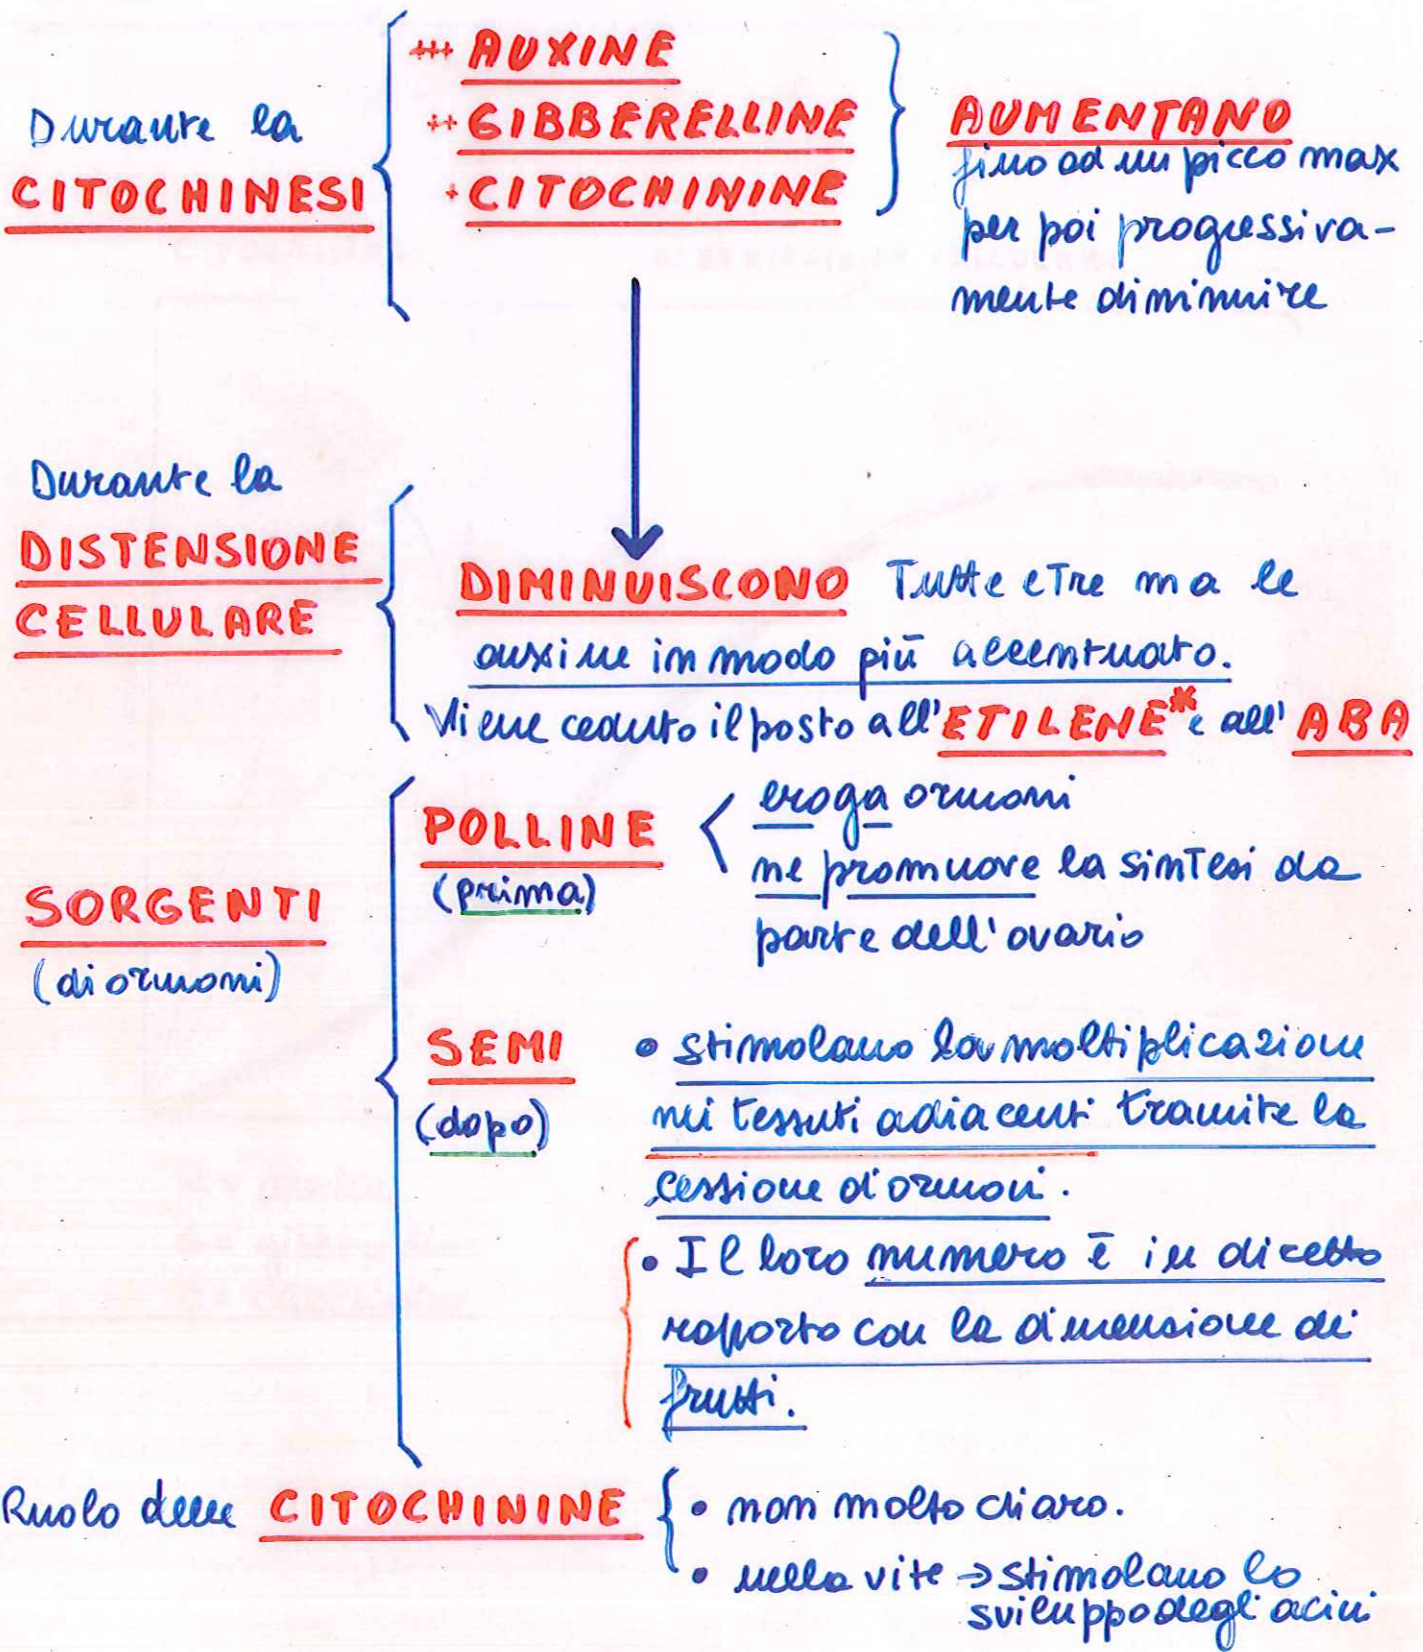 Durante la
CITOCHINESI
+++ AUXINE
++ GIBBERELLINE
+ CITOCHININE
AUMENTANO
fino ad un picco max
per poi progressiva-
mente diminuire
Durante la
DISTENSIONE
CELLULARE
DIMINUISCONO Tutte e Tre ma le
auxine in modo più accentuato.
Viene ceduto il posto all'ETILENE* e all'ABA
SORGENTI
(di ormoni)
POLLINE
(prima)
eroga ormoni
ne promuove la sintesi da
parte dell'ovario
SEMI
(dopo)
• stimolano la moltiplicazione
nei tessuti adiacenti tramite la
cessione d'ormoni.
• Il loro numero è in diretto
rapporto con la dimensione dei
frutti.
Ruolo delle CITOCHININE
• non molto chiaro.
• nella vite → stimolano lo
sviluppo degli acini